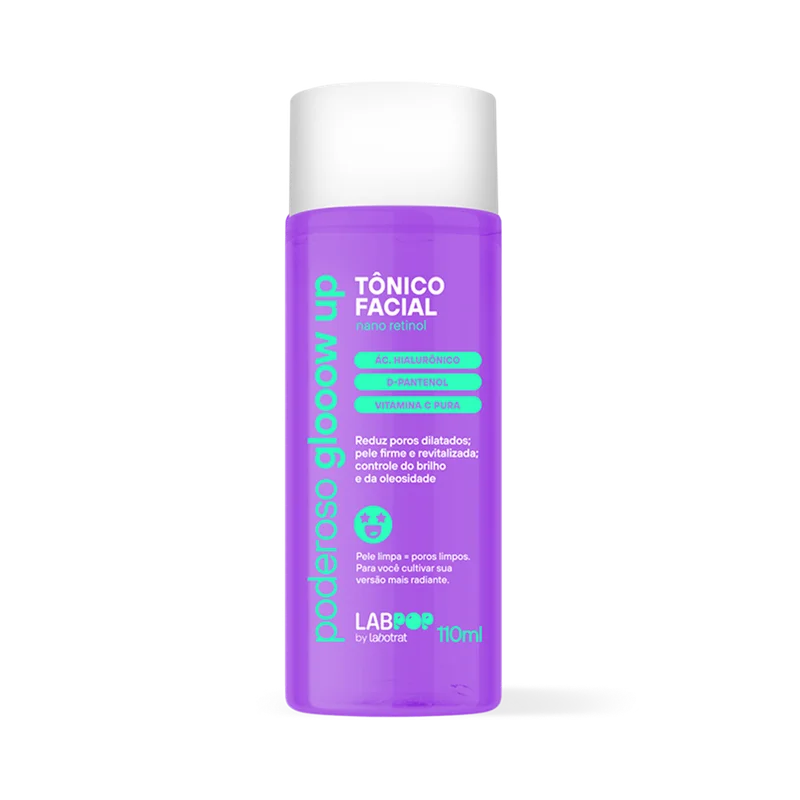 poderoso glooow up
TÔNICO
FACIAL
nano retinol
ÁC. HIALURÔNICO
D-PANTENOL
VITAMINA C PURA
Reduz poros dilatados;
pele firme e revitalizada;
controle do brilho
e da oleosidade
Pele limpa = poros limpos.
Para você cultivar sua
versão mais radiante.
LABPOP
by labotrat
110ml